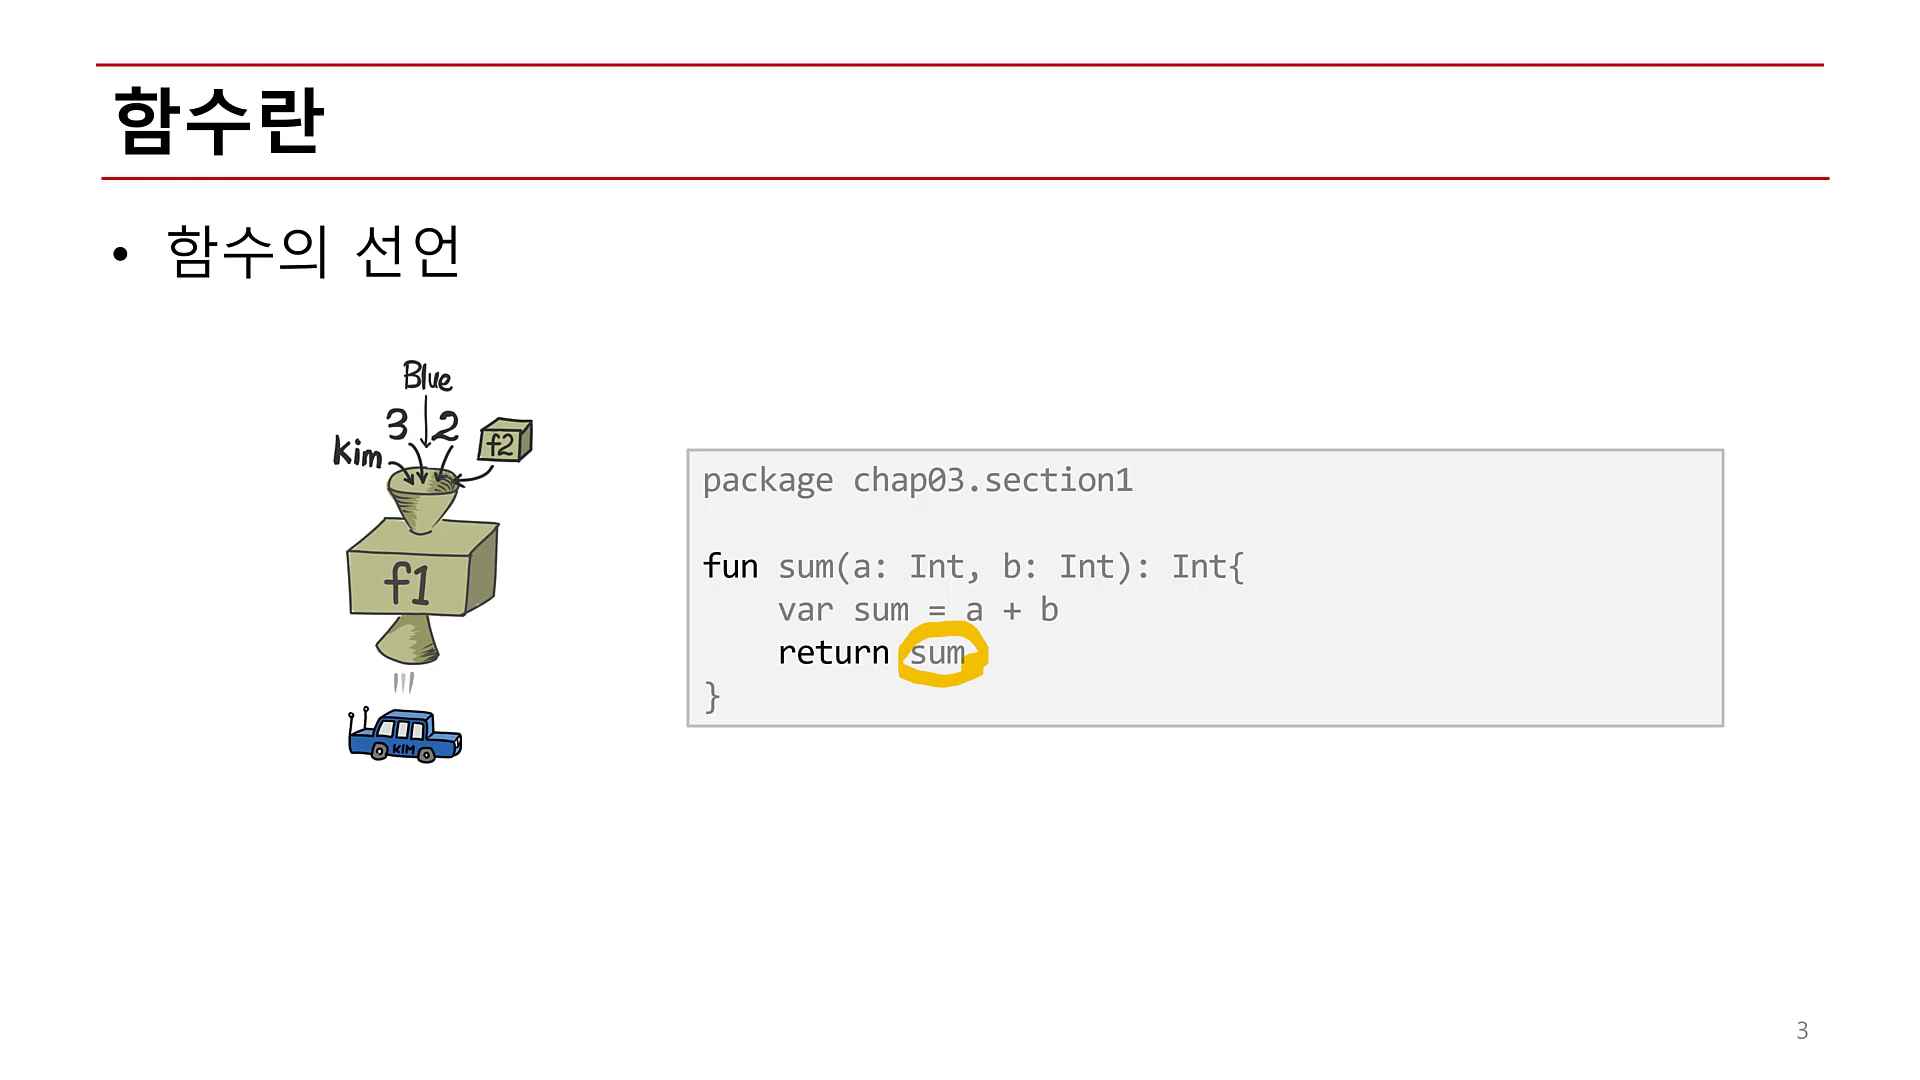 함수란
• 함수의 선언
Blue
3 2
Kim
f2
f1
KIM
package chap03.section1
fun sum(a: Int, b: Int): Int{
var sum = a + b
return sum
}
3